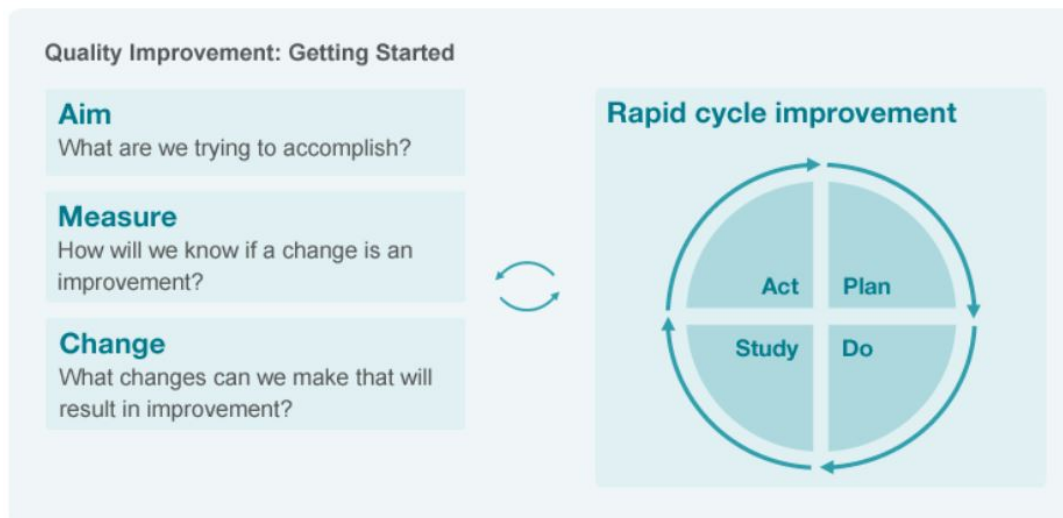 Quality Improvement: Getting Started
Aim
What are we trying to accomplish?
Measure
How will we know if a change is an
improvement?
Change
What changes can we make that will
result in improvement?
Rapid cycle improvement
Act
Plan
Study
Do